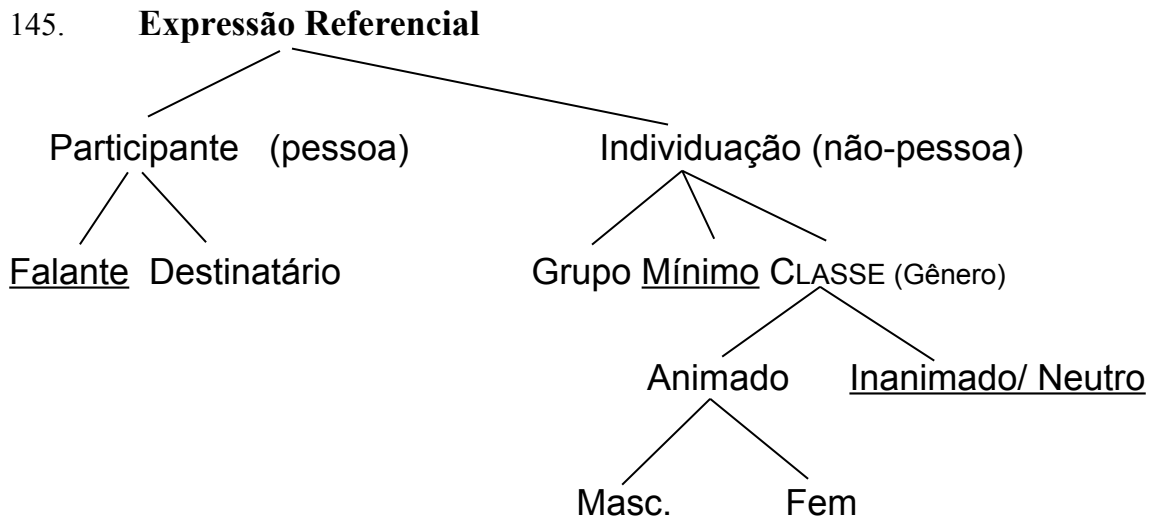 145. Expressão Referencial
Participante (pessoa) Individuação (não-pessoa)
Falante Destinatário Grupo Mínimo CLASSE (Gênero)
Animado Inanimado/ Neutro
Masc. Fem